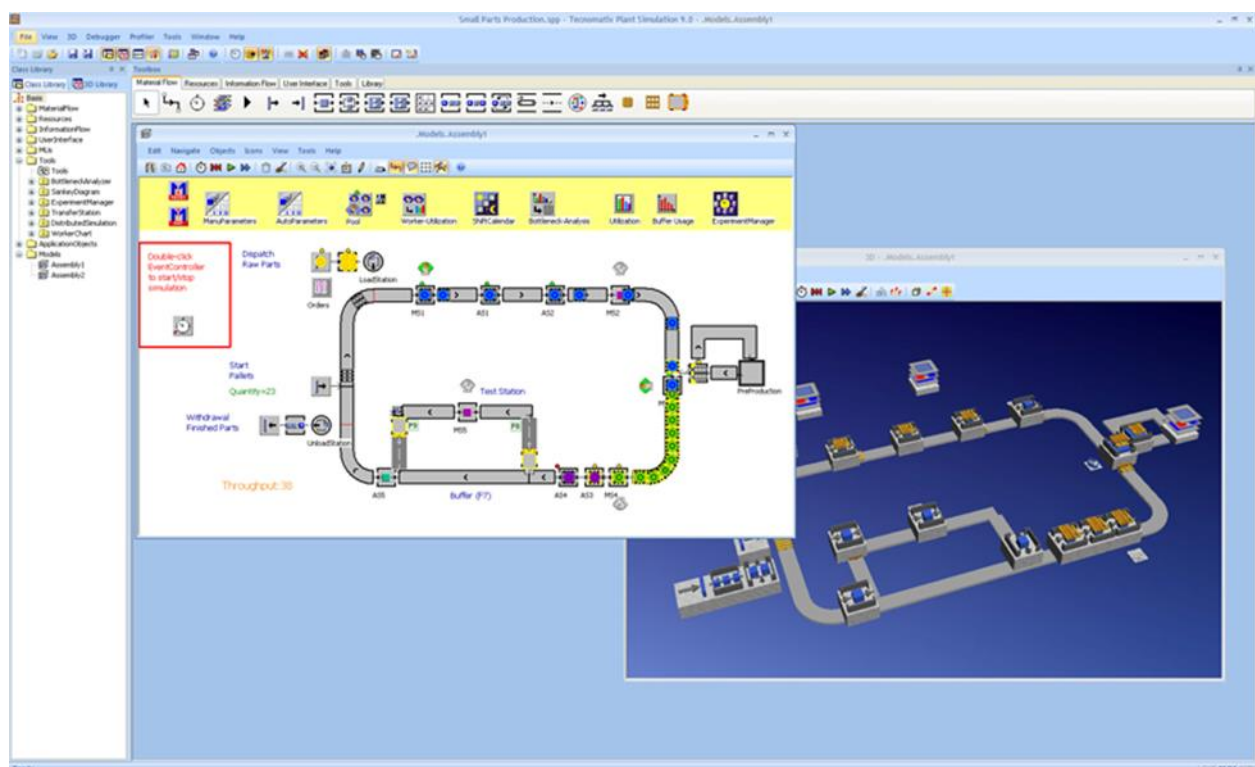 Small Parts Production.spp - Tecnomatix Plant Simulation 9.0 - .Models.Assembly1
File View 3D Debugger Profiler Tools Window Help
Class Library
Toolbox
Class Library 3D Library
Material Flow Resources Information Flow User Interface Tools Library
Basis
MaterialFlow
Resources
InformationFlow
UserInterface
MUs
Tools
Tools
BottleneckAnalyzer
SankeyDiagram
ExperimentManager
TransferStation
DistributedSimulation
WorkerChart
ApplicationObjects
Models
Assembly1
Assembly2
.Models.Assembly1
Edit Navigate Objects Icons View Tools Help
ManuParameters AutoParameters Pool Worker-Utilization ShiftCalendar Bottleneck-Analysis Utilization Buffer Usage ExperimentManager
Double-click
EventController
to start/stop
simulation
Dispatch
Raw Parts
LoadStation
Orders
MS1 AS1 AS2 MS2
Start
Pallets
Quantity=23
PreProduction
Test Station
MS5
Withdrawal
Finished Parts
UnloadStation
Throughput:30
AS5
Buffer (F7)
AS4 AS3 MS4
3D - .Models.Assembly1